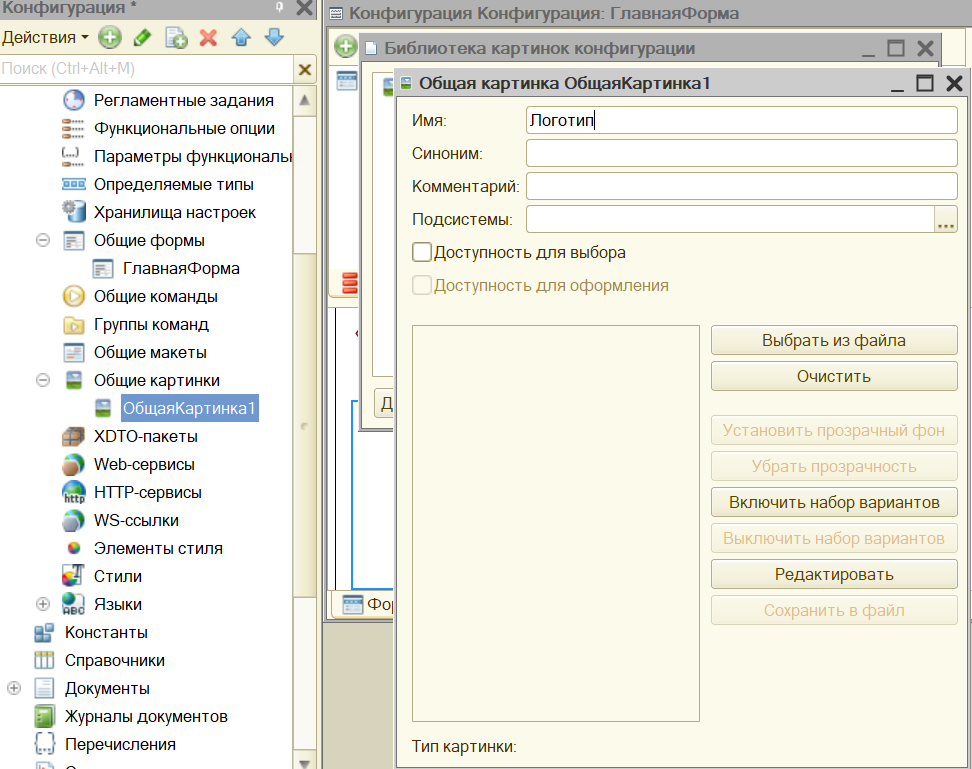 Конфигурация *
Действия
Поиск (Ctrl+Alt+M)
Регламентные задания
Функциональные опции
Параметры функциональн
Определяемые типы
Хранилища настроек
Общие формы
ГлавнаяФорма
Общие команды
Группы команд
Общие макеты
Общие картинки
ОбщаяКартинка1
XDTO-пакеты
Web-сервисы
HTTP-сервисы
WS-ссылки
Элементы стиля
Стили
Языки
Константы
Справочники
Документы
Журналы документов
Перечисления
Конфигурация Конфигурация: ГлавнаяФорма
Библиотека картинок конфигурации
Д
Фор
Общая картинка ОбщаяКартинка1
Имя: Логотип
Синоним:
Комментарий:
Подсистемы: ...
Доступность для выбора
Доступность для оформления
Выбрать из файла
Очистить
Установить прозрачный фон
Убрать прозрачность
Включить набор вариантов
Выключить набор вариантов
Редактировать
Сохранить в файл
Тип картинки: